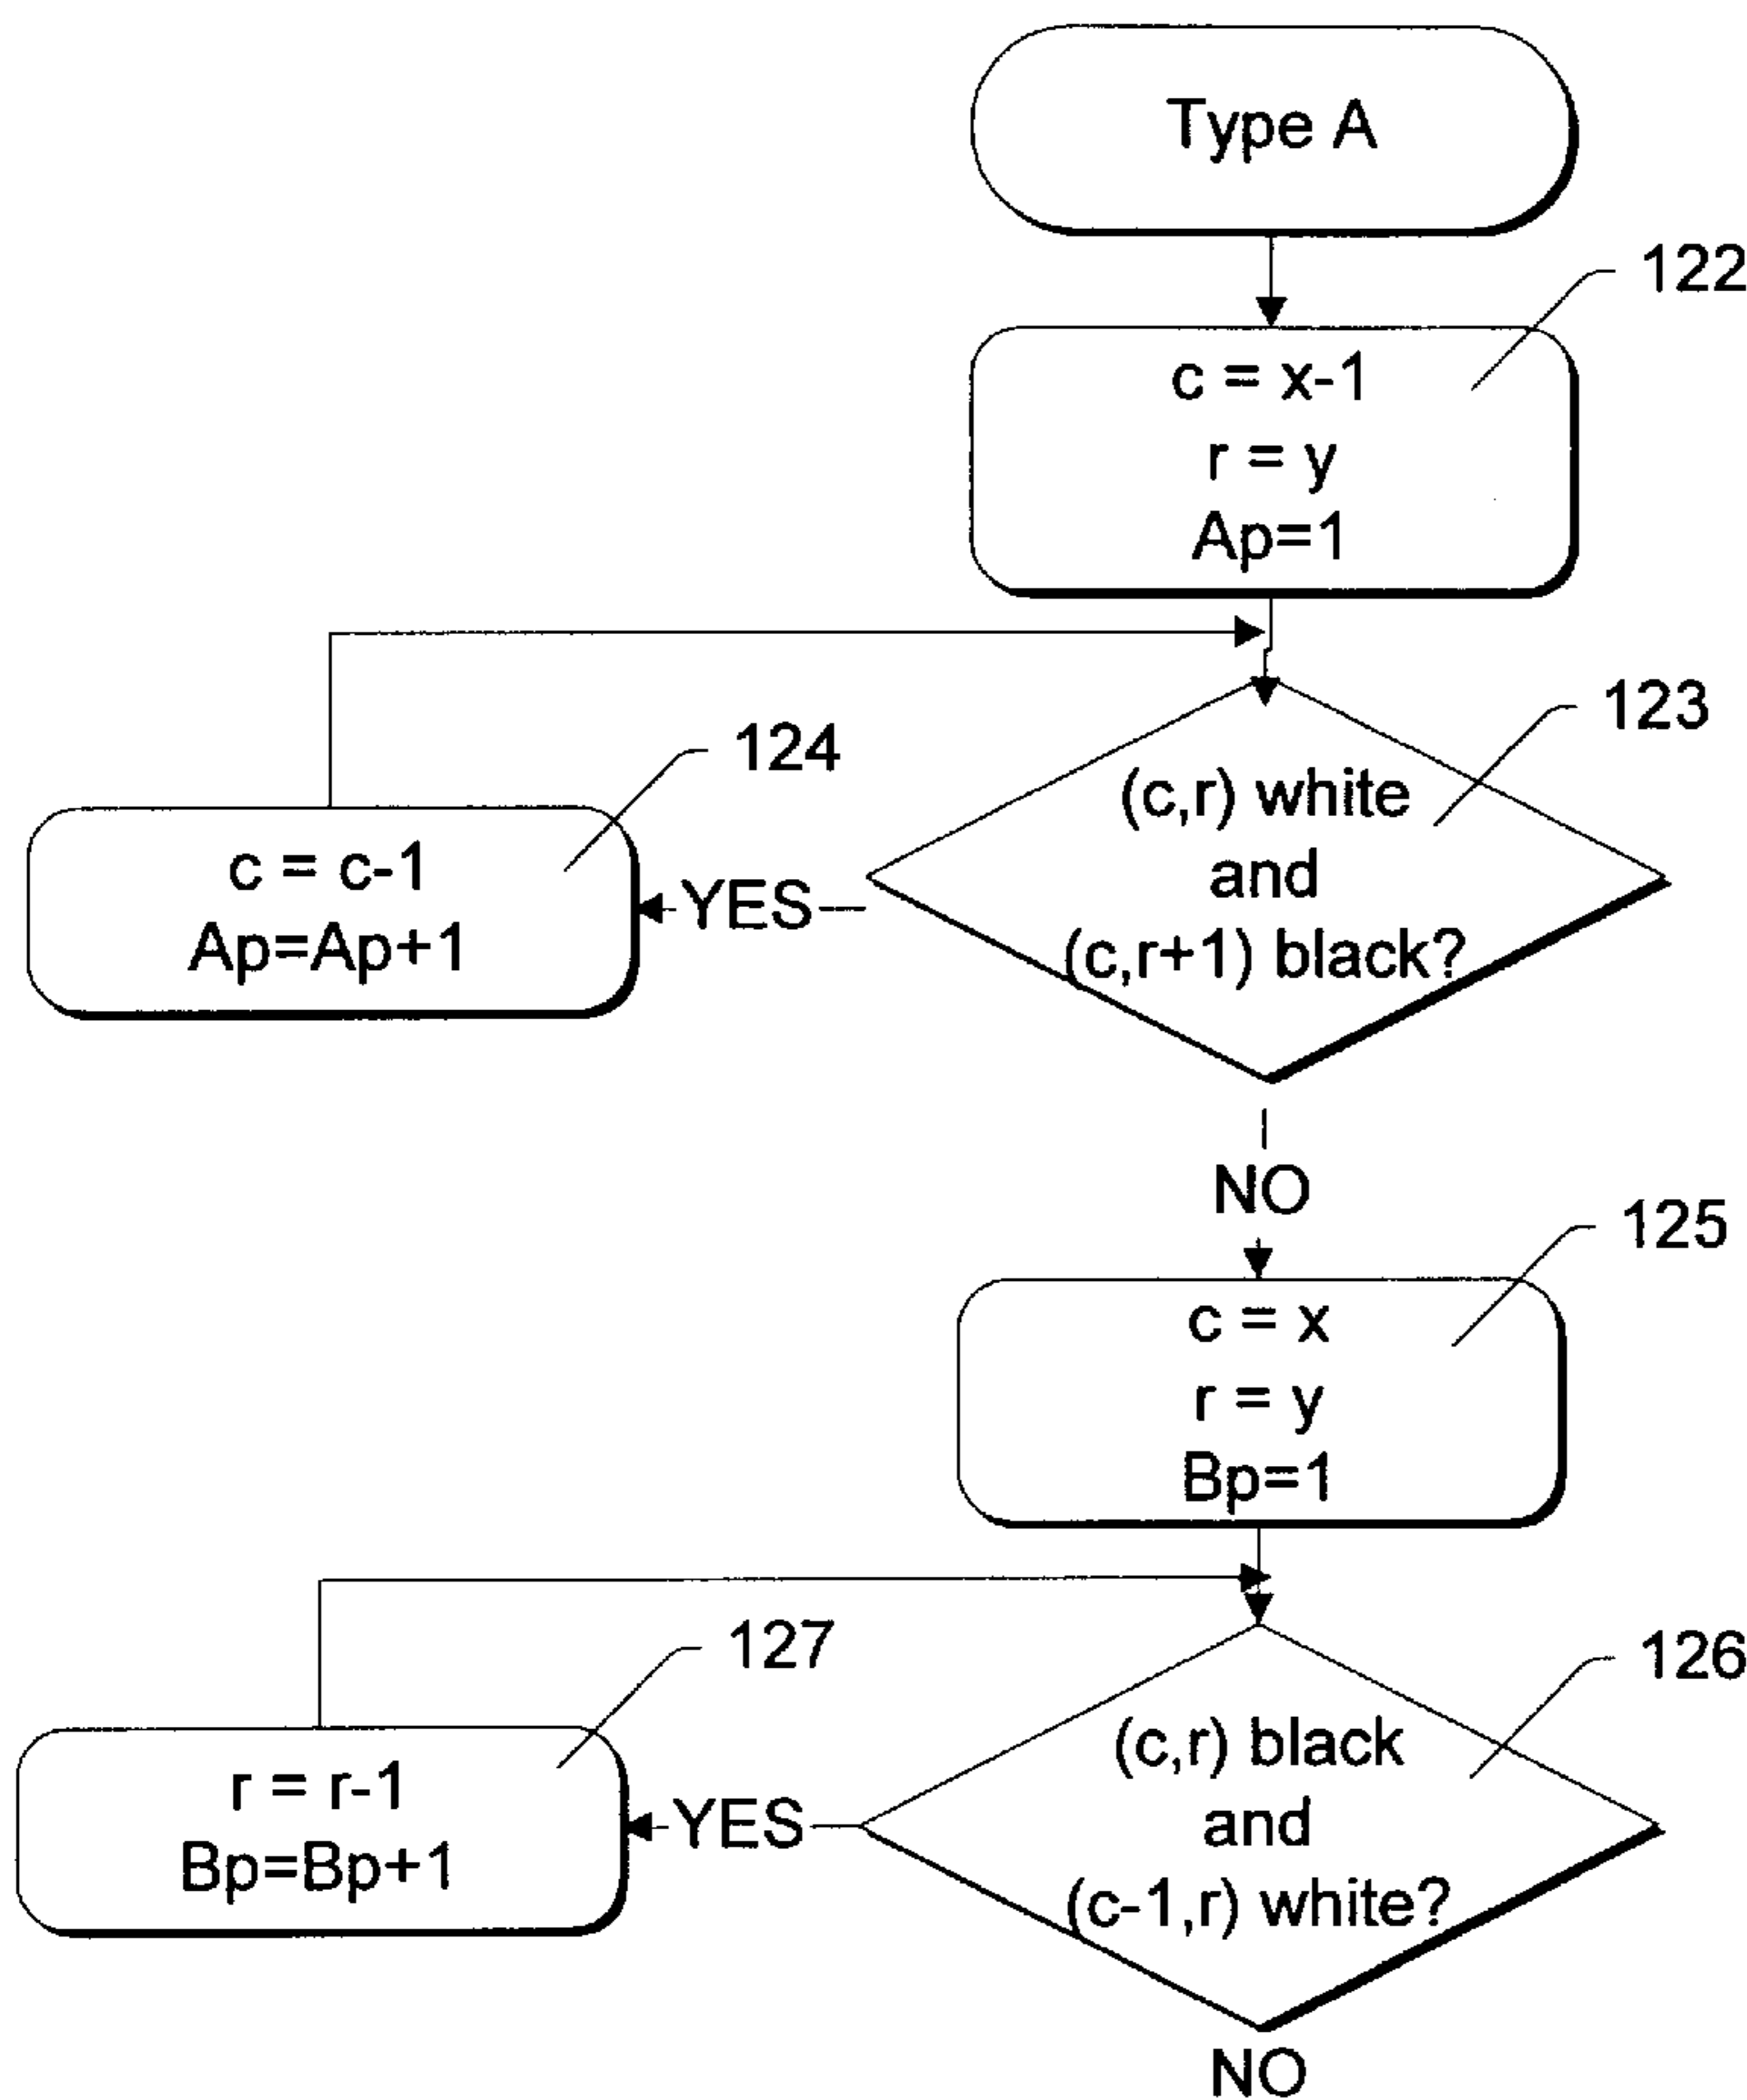 Type A
122
c = x-1
r = y
Ap=1
123
124
(c,r) white
and
(c,r+1) black?
c = c-1
Ap=Ap+1
YES
NO
125
c = x
r = y
Bp=1
127
126
(c,r) black
and
(c-1,r) white?
r = r-1
Bp=Bp+1
YES
NO